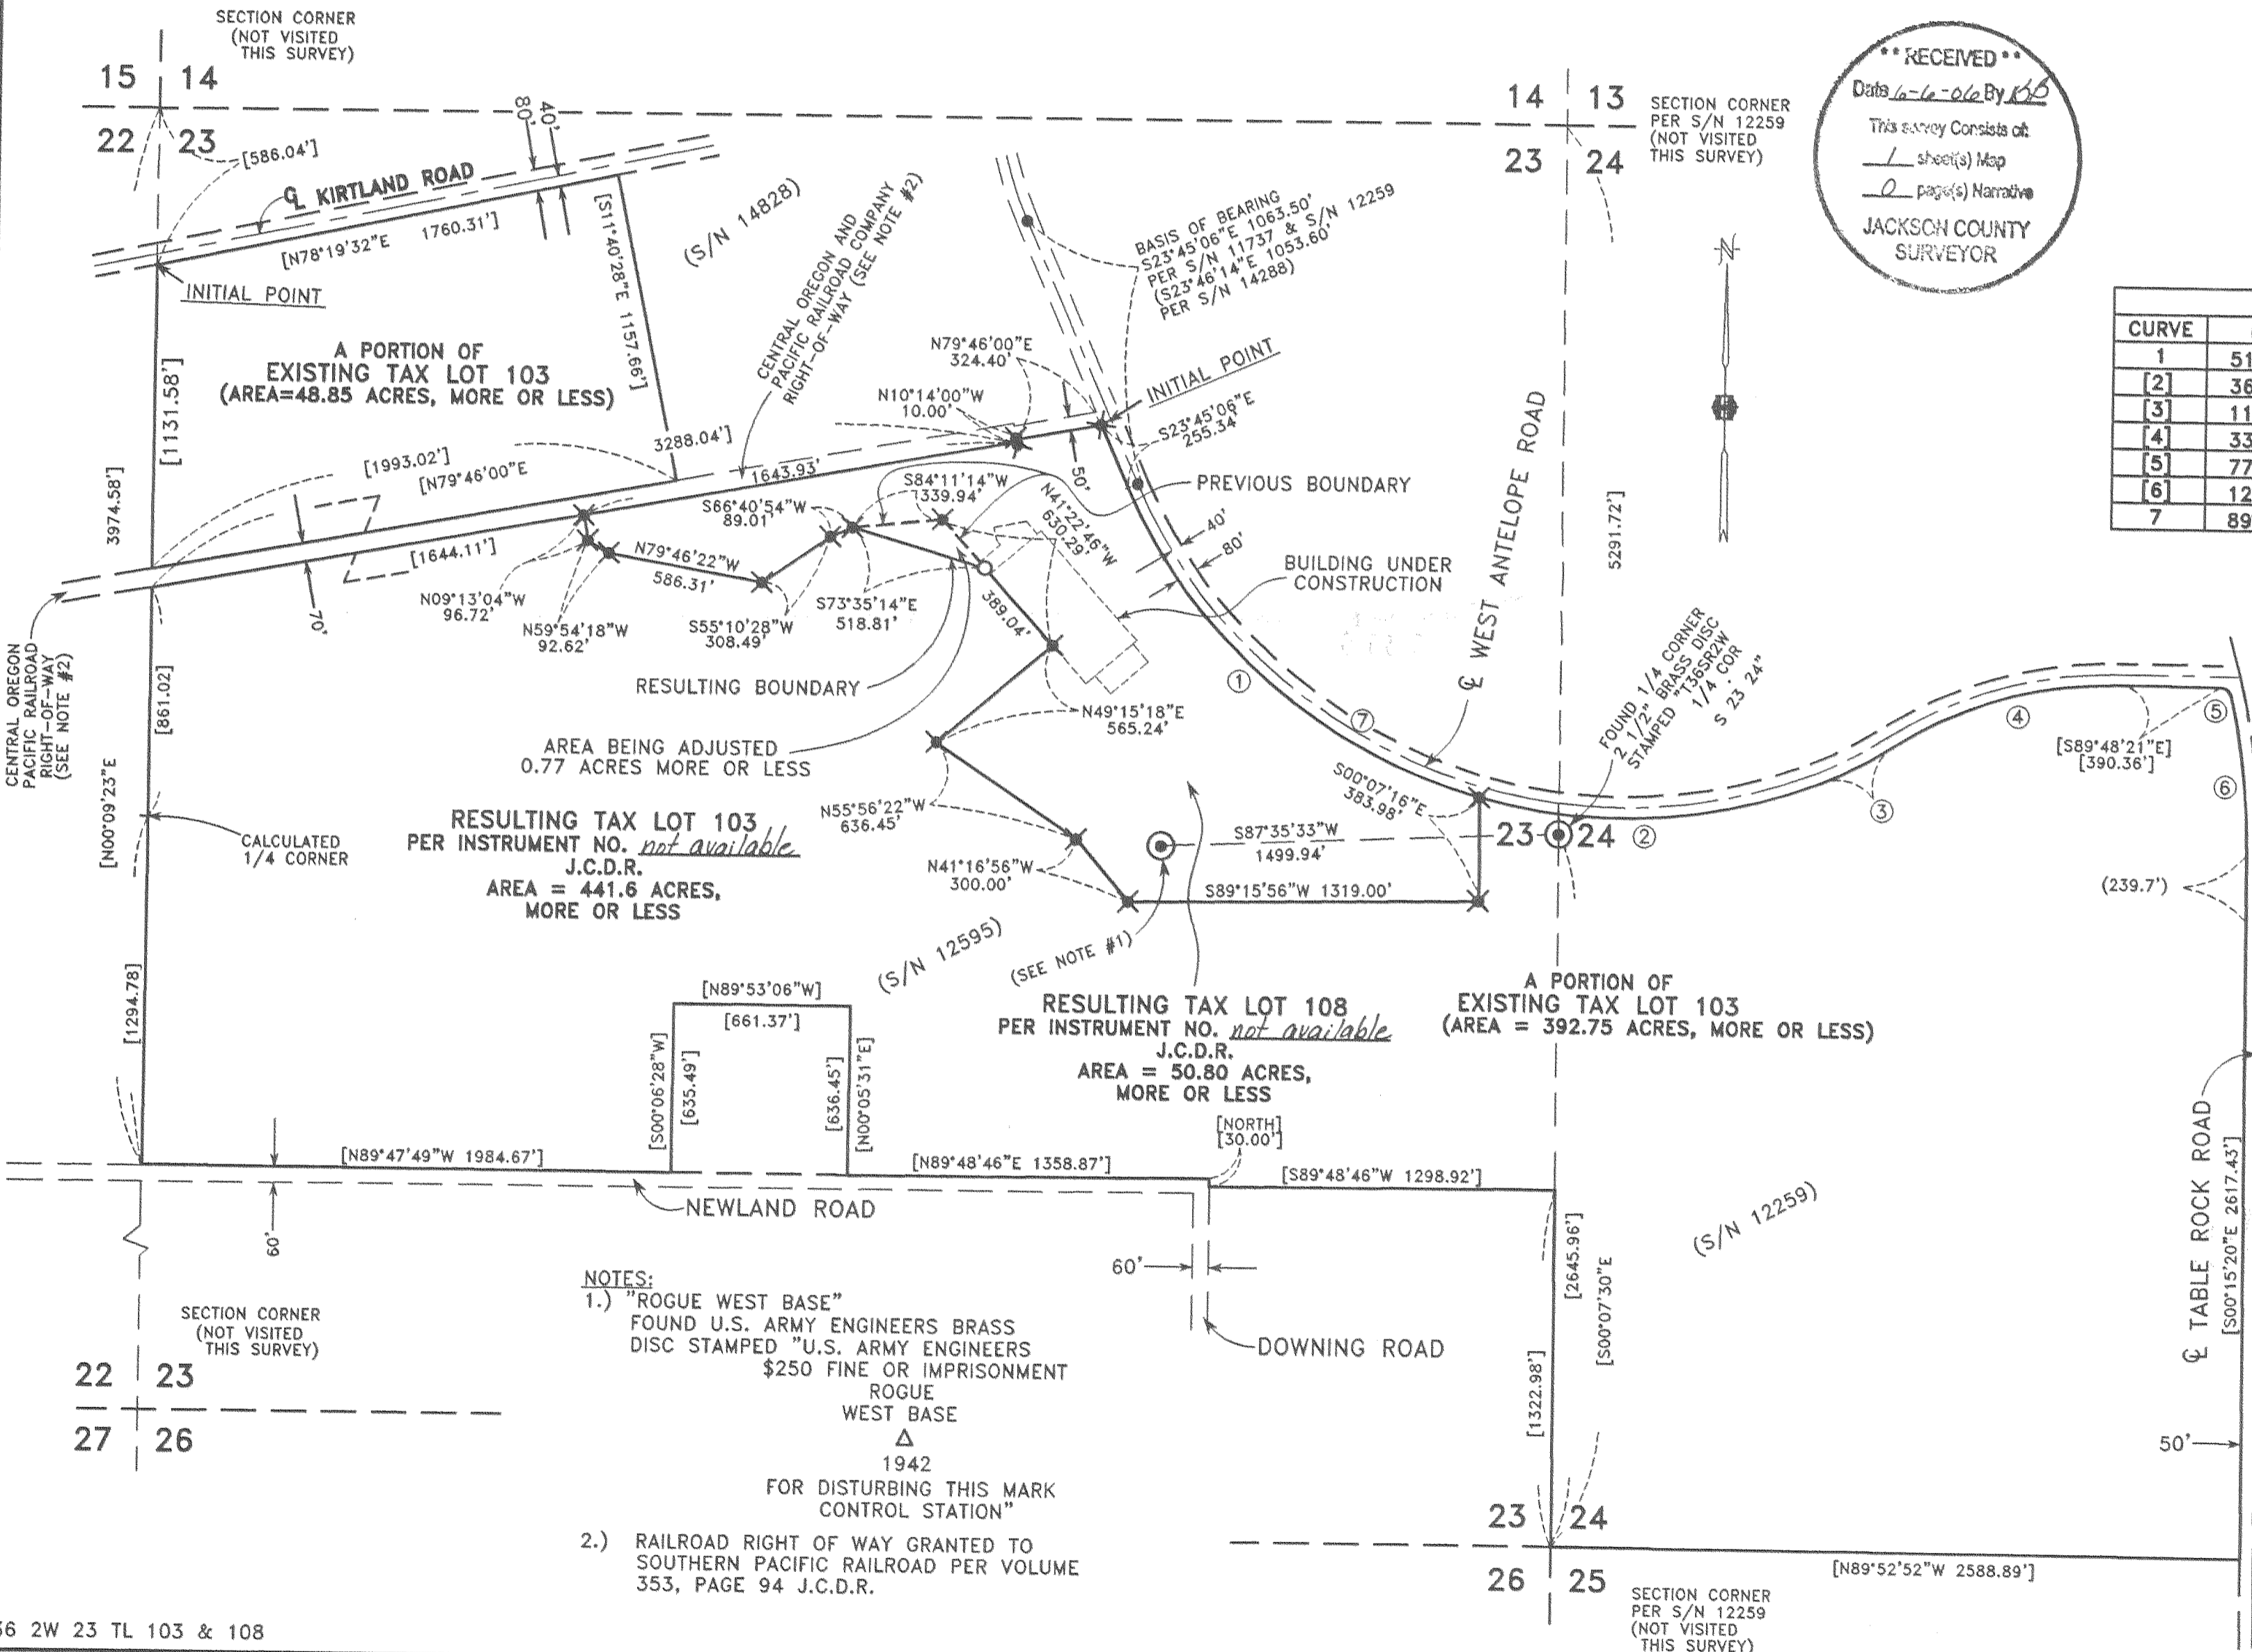 SECTION CORNER
(NOT VISITED
THIS SURVEY)
15 14
22 23
[586.04']
80'
40'
℄ KIRTLAND ROAD
[N78°19'32"E 1760.31']
INITIAL POINT
[S11°40'28"E 1157.66']
(S/N 14828)
CENTRAL OREGON AND
PACIFIC RAILROAD COMPANY
RIGHT-OF-WAY (SEE NOTE #2)
A PORTION OF
EXISTING TAX LOT 103
(AREA=48.85 ACRES, MORE OR LESS)
[1131.58']
3974.58']
BASIS OF BEARING
S23°45'06"E 1063.50'
PER S/N 11737 & S/N 12259
(S23°46'14"E 1053.60'
PER S/N 14288)
14 13
23 24
SECTION CORNER
PER S/N 12259
(NOT VISITED
THIS SURVEY)
** RECEIVED **
Date 6-6-06 By
This survey Consists of:
1 sheet(s) Map
0 page(s) Narrative
JACKSON COUNTY
SURVEYOR
N
CURVE
1 51
[2] 36
[3] 11
[4] 33
[5] 77
[6] 12
7 89
N79°46'00"E
324.40'
N10°14'00"W
10.00'
INITIAL POINT
S23°45'06"E
255.34'
3288.04']
1643.93'
[1993.02']
[N79°46'00"E
[1644.11']
50'
PREVIOUS BOUNDARY
S84°11'14"W
339.94'
S66°40'54"W
89.01'
N41°22'46"W
630.29'
40'
80'
BUILDING UNDER
CONSTRUCTION
℄ WEST ANTELOPE ROAD
5291.72']
N79°46'22"W
586.31'
70'
N09°13'04"W
96.72'
N59°54'18"W
92.62'
S55°10'28"W
308.49'
S73°35'14"E
518.81'
389.04'
CENTRAL OREGON
PACIFIC RAILROAD
RIGHT-OF-WAY
(SEE NOTE #2)
[861.02]
RESULTING BOUNDARY
1
7
FOUND 1/4 CORNER
2 1/2" BRASS DISC
STAMPED "T36SR2W
1/4 COR
S 23 24"
4
5
[S89°48'21"E]
[390.36']
6
3
N49°15'18"E
565.24'
AREA BEING ADJUSTED
0.77 ACRES MORE OR LESS
[N00°09'23"E
CALCULATED
1/4 CORNER
RESULTING TAX LOT 103
PER INSTRUMENT NO. not available
J.C.D.R.
AREA = 441.6 ACRES,
MORE OR LESS
N55°56'22"W
636.45'
N41°16'56"W
300.00'
S00°07'16"E
383.98'
S87°35'33"W
1499.94'
23 24
2
S89°15'56"W 1319.00'
(239.7')
(S/N 12595)
(SEE NOTE #1)
[1294.78]
[N89°53'06"W]
[661.37']
[S00°06'28"W]
[635.49']
[636.45']
[N00°05'31"E]
RESULTING TAX LOT 108
PER INSTRUMENT NO. not available
J.C.D.R.
AREA = 50.80 ACRES,
MORE OR LESS
A PORTION OF
EXISTING TAX LOT 103
(AREA = 392.75 ACRES, MORE OR LESS)
[NORTH]
[30.00']
[N89°47'49"W 1984.67']
[N89°48'46"E 1358.87']
[S89°48'46"W 1298.92']
NEWLAND ROAD
60'
60'
DOWNING ROAD
[2645.96']
[S00°07'30"E
[1322.98']
(S/N 12259)
℄ TABLE ROCK ROAD
[S00°15'20"E 2617.43']
50'
SECTION CORNER
(NOT VISITED
THIS SURVEY)
22 23
27 26
NOTES:
1.) "ROGUE WEST BASE"
FOUND U.S. ARMY ENGINEERS BRASS
DISC STAMPED "U.S. ARMY ENGINEERS
$250 FINE OR IMPRISONMENT
ROGUE
WEST BASE
△
1942
FOR DISTURBING THIS MARK
CONTROL STATION"
2.) RAILROAD RIGHT OF WAY GRANTED TO
SOUTHERN PACIFIC RAILROAD PER VOLUME
353, PAGE 94 J.C.D.R.
23 24
26 25
[N89°52'52"W 2588.89']
SECTION CORNER
PER S/N 12259
(NOT VISITED
THIS SURVEY)
36 2W 23 TL 103 & 108